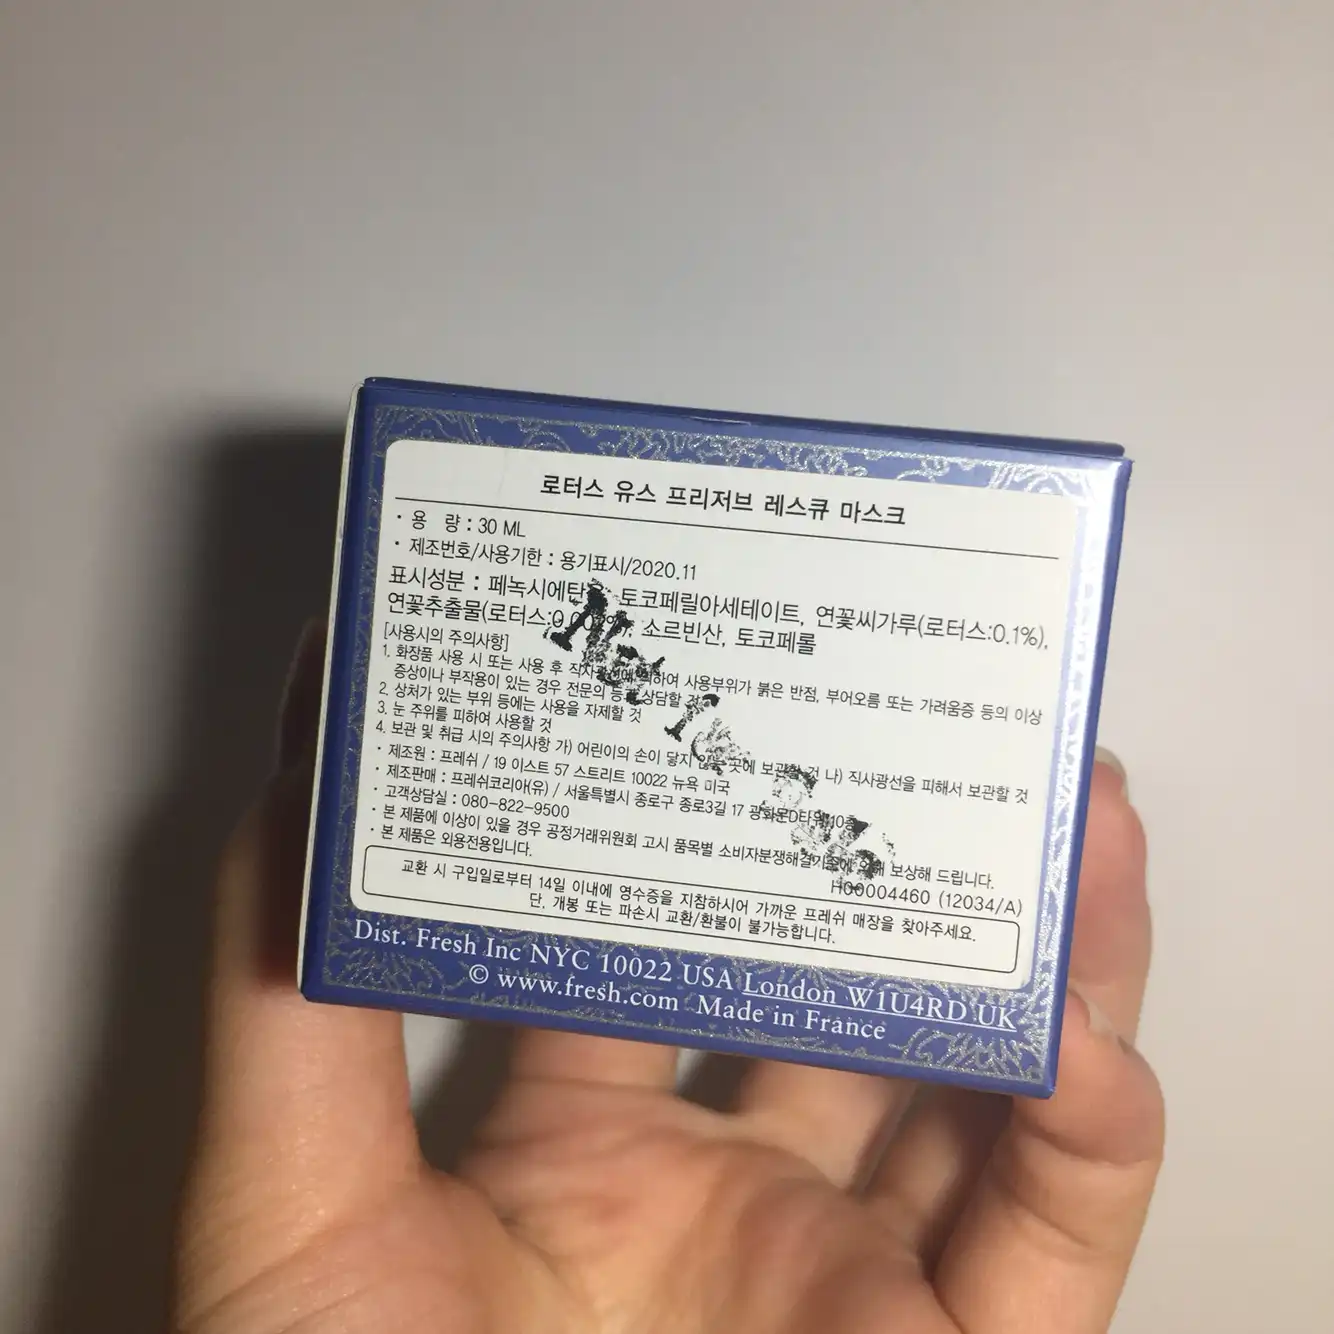 로터스 유스 프리저브 레스큐 마스크
· 용 량 : 30 ML
· 제조번호/사용기한 : 용기표시/2020.11
표시성분 : 페녹시에탄올, 토코페릴아세테이트, 연꽃씨가루(로터스:0.1%),
연꽃추출물(로터스: 소르빈산, 토코페롤
[사용시의 주의사항]
1. 화장품 사용 시 또는 사용 후 직사광선에 의하여 사용부위가 붉은 반점, 부어오름 또는 가려움증 등의 이상
증상이나 부작용이 있는 경우 전문의 등과 상담할 것
2. 상처가 있는 부위 등에는 사용을 자제할 것
3. 눈 주위를 피하여 사용할 것
4. 보관 및 취급 시의 주의사항 가) 어린이의 손이 닿지 않는 곳에 보관할 것 나) 직사광선을 피해서 보관할 것
· 제조원 : 프레쉬 / 19 이스트 57 스트리트 10022 뉴욕 미국
· 제조판매 : 프레쉬코리아(유) / 서울특별시 종로구 종로3길 17 광화문D타워 10층
· 고객상담실 : 080-822-9500
· 본 제품에 이상이 있을 경우 공정거래위원회 고시 품목별 소비자분쟁해결기준에 의해 보상해 드립니다.
· 본 제품은 외용전용입니다.
H00004460 (12034/A)
교환 시 구입일로부터 14일 이내에 영수증을 지참하시어 가까운 프레쉬 매장을 찾아주세요.
단. 개봉 또는 파손시 교환/환불이 불가능합니다.
Dist. Fresh Inc NYC 10022 USA London W1U4RD UK
© www.fresh.com Made in France